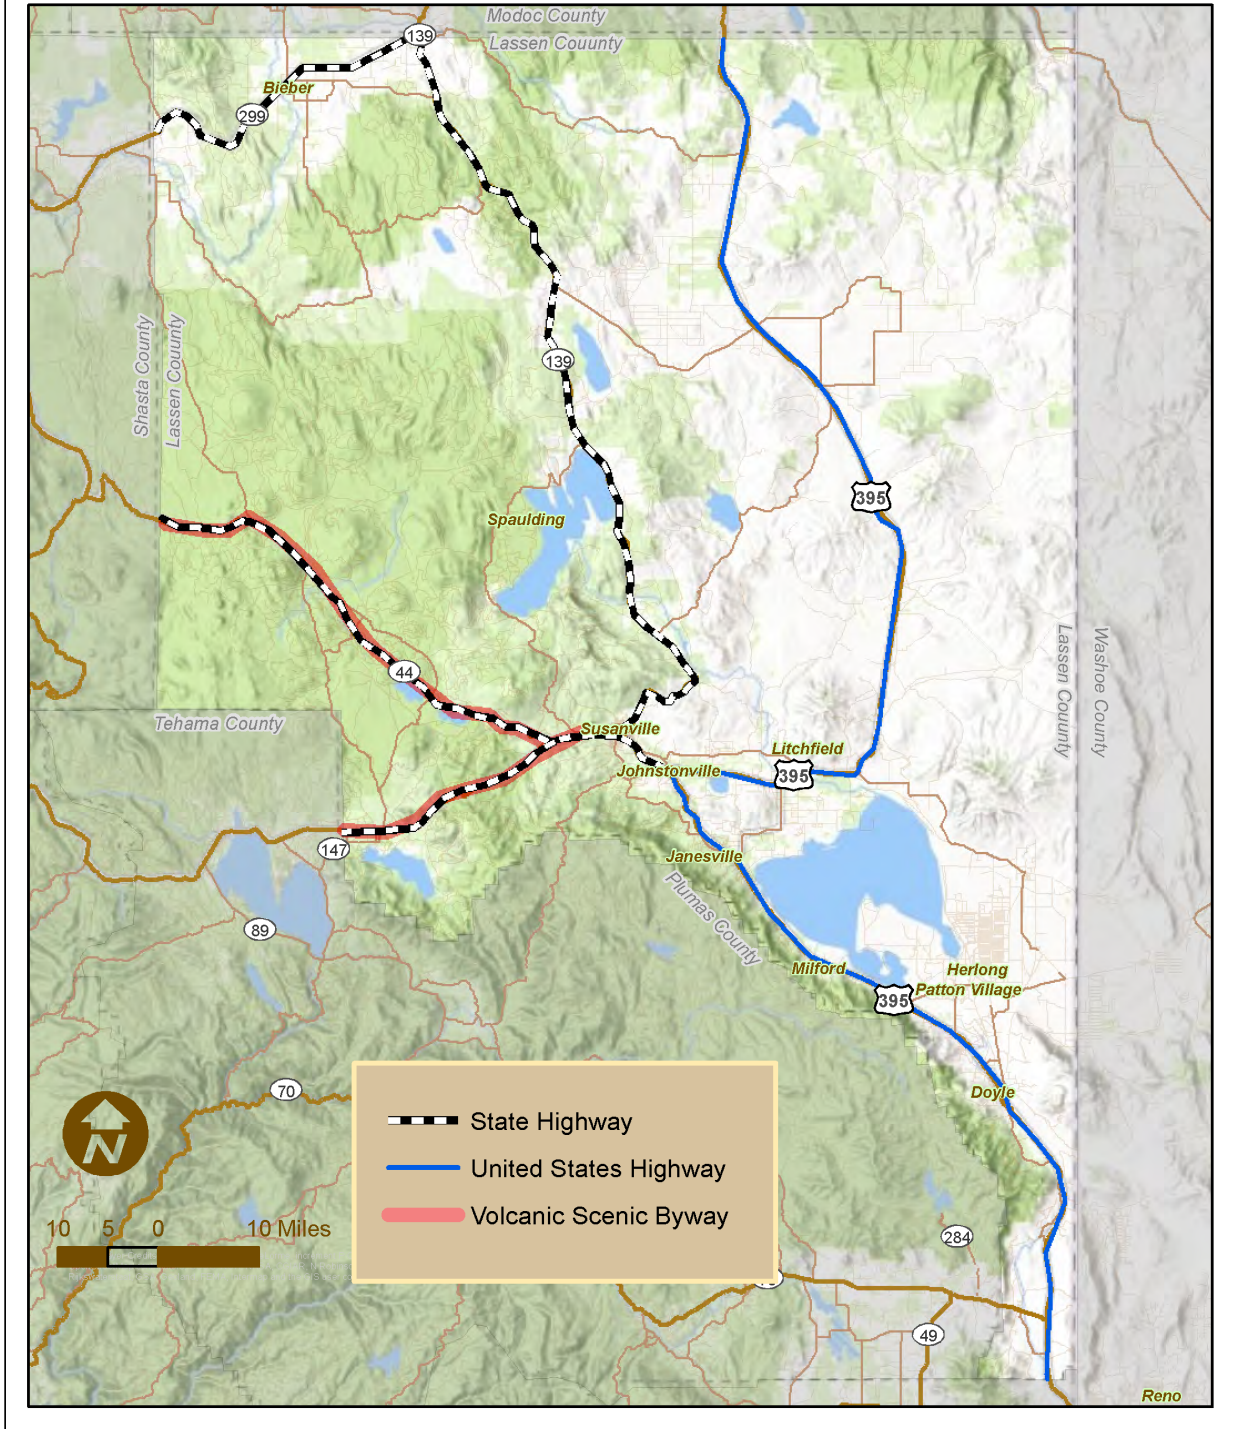 Modoc County
Lassen Couunty
139
Bieber
299
Shasta County
Lassen Couunty
139
395
Spaulding
44
Lassen Couunty
Washoe County
Tehama County
Susanville
Litchfield
Johnstonville
395
147
Janesville
Plumas County
89
Milford
Herlong
Patton Village
395
70
Doyle
N
State Highway
United States Highway
Volcanic Scenic Byway
10 5 0 10 Miles
284
49
Reno